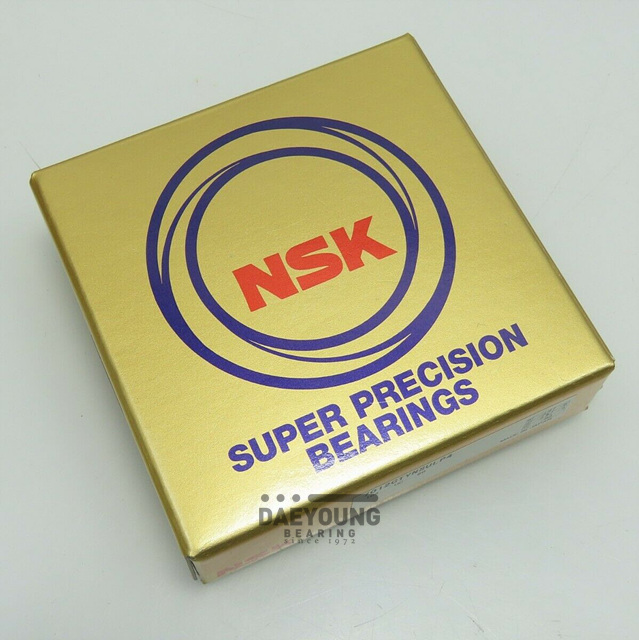 NSK
SUPER PRECISION
BEARINGS
DAEYOUNG
BEARING
since 1972